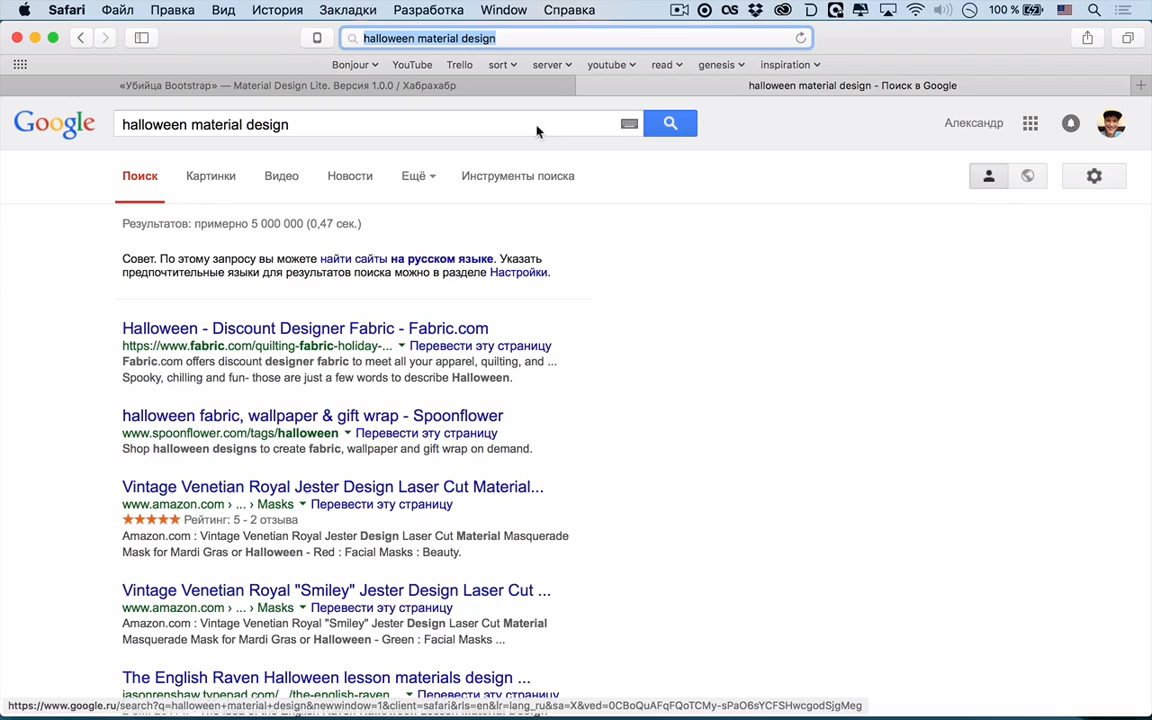 Safari Файл Правка Вид История Закладки Разработка Window Справка 100 %
halloween material design
Bonjour YouTube Trello sort server youtube read genesis inspiration
«Убийца Bootstrap» — Material Design Lite. Версия 1.0.0 / Хабрахабр
halloween material design - Поиск в Google
Google halloween material design Александр
Поиск Картинки Видео Новости Ещё Инструменты поиска
Результатов: примерно 5 000 000 (0,47 сек.)
Совет. По этому запросу вы можете найти сайты на русском языке. Указать
предпочтительные языки для результатов поиска можно в разделе Настройки.
Halloween - Discount Designer Fabric - Fabric.com
https://www.fabric.com/quilting-fabric-holiday-... Перевести эту страницу
Fabric.com offers discount designer fabric to meet all your apparel, quilting, and ...
Spooky, chilling and fun- those are just a few words to describe Halloween.
halloween fabric, wallpaper & gift wrap - Spoonflower
www.spoonflower.com/tags/halloween Перевести эту страницу
Shop halloween designs to create fabric, wallpaper and gift wrap on demand.
Vintage Venetian Royal Jester Design Laser Cut Material...
www.amazon.com › ... › Masks Перевести эту страницу
Рейтинг: 5 - 2 отзыва
Amazon.com : Vintage Venetian Royal Jester Design Laser Cut Material Masquerade
Mask for Mardi Gras or Halloween - Red : Facial Masks : Beauty.
Vintage Venetian Royal "Smiley" Jester Design Laser Cut ...
www.amazon.com › ... › Masks Перевести эту страницу
Amazon.com : Vintage Venetian Royal "Smiley" Jester Design Laser Cut Material
Masquerade Mask for Mardi Gras or Halloween - Green : Facial Masks ...
The English Raven Halloween lesson materials design ...
jasonrenshaw.typepad.com/.../the-english-raven... Перевести эту страницу
https://www.google.ru/search?q=halloween+material+design&newwindow=1&client=safari&rls=en&lr=lang_ru&sa=X&ved=0CBoQuAFqFQoTCMy-sPaO6sYCFSHwcgodSjgMeg